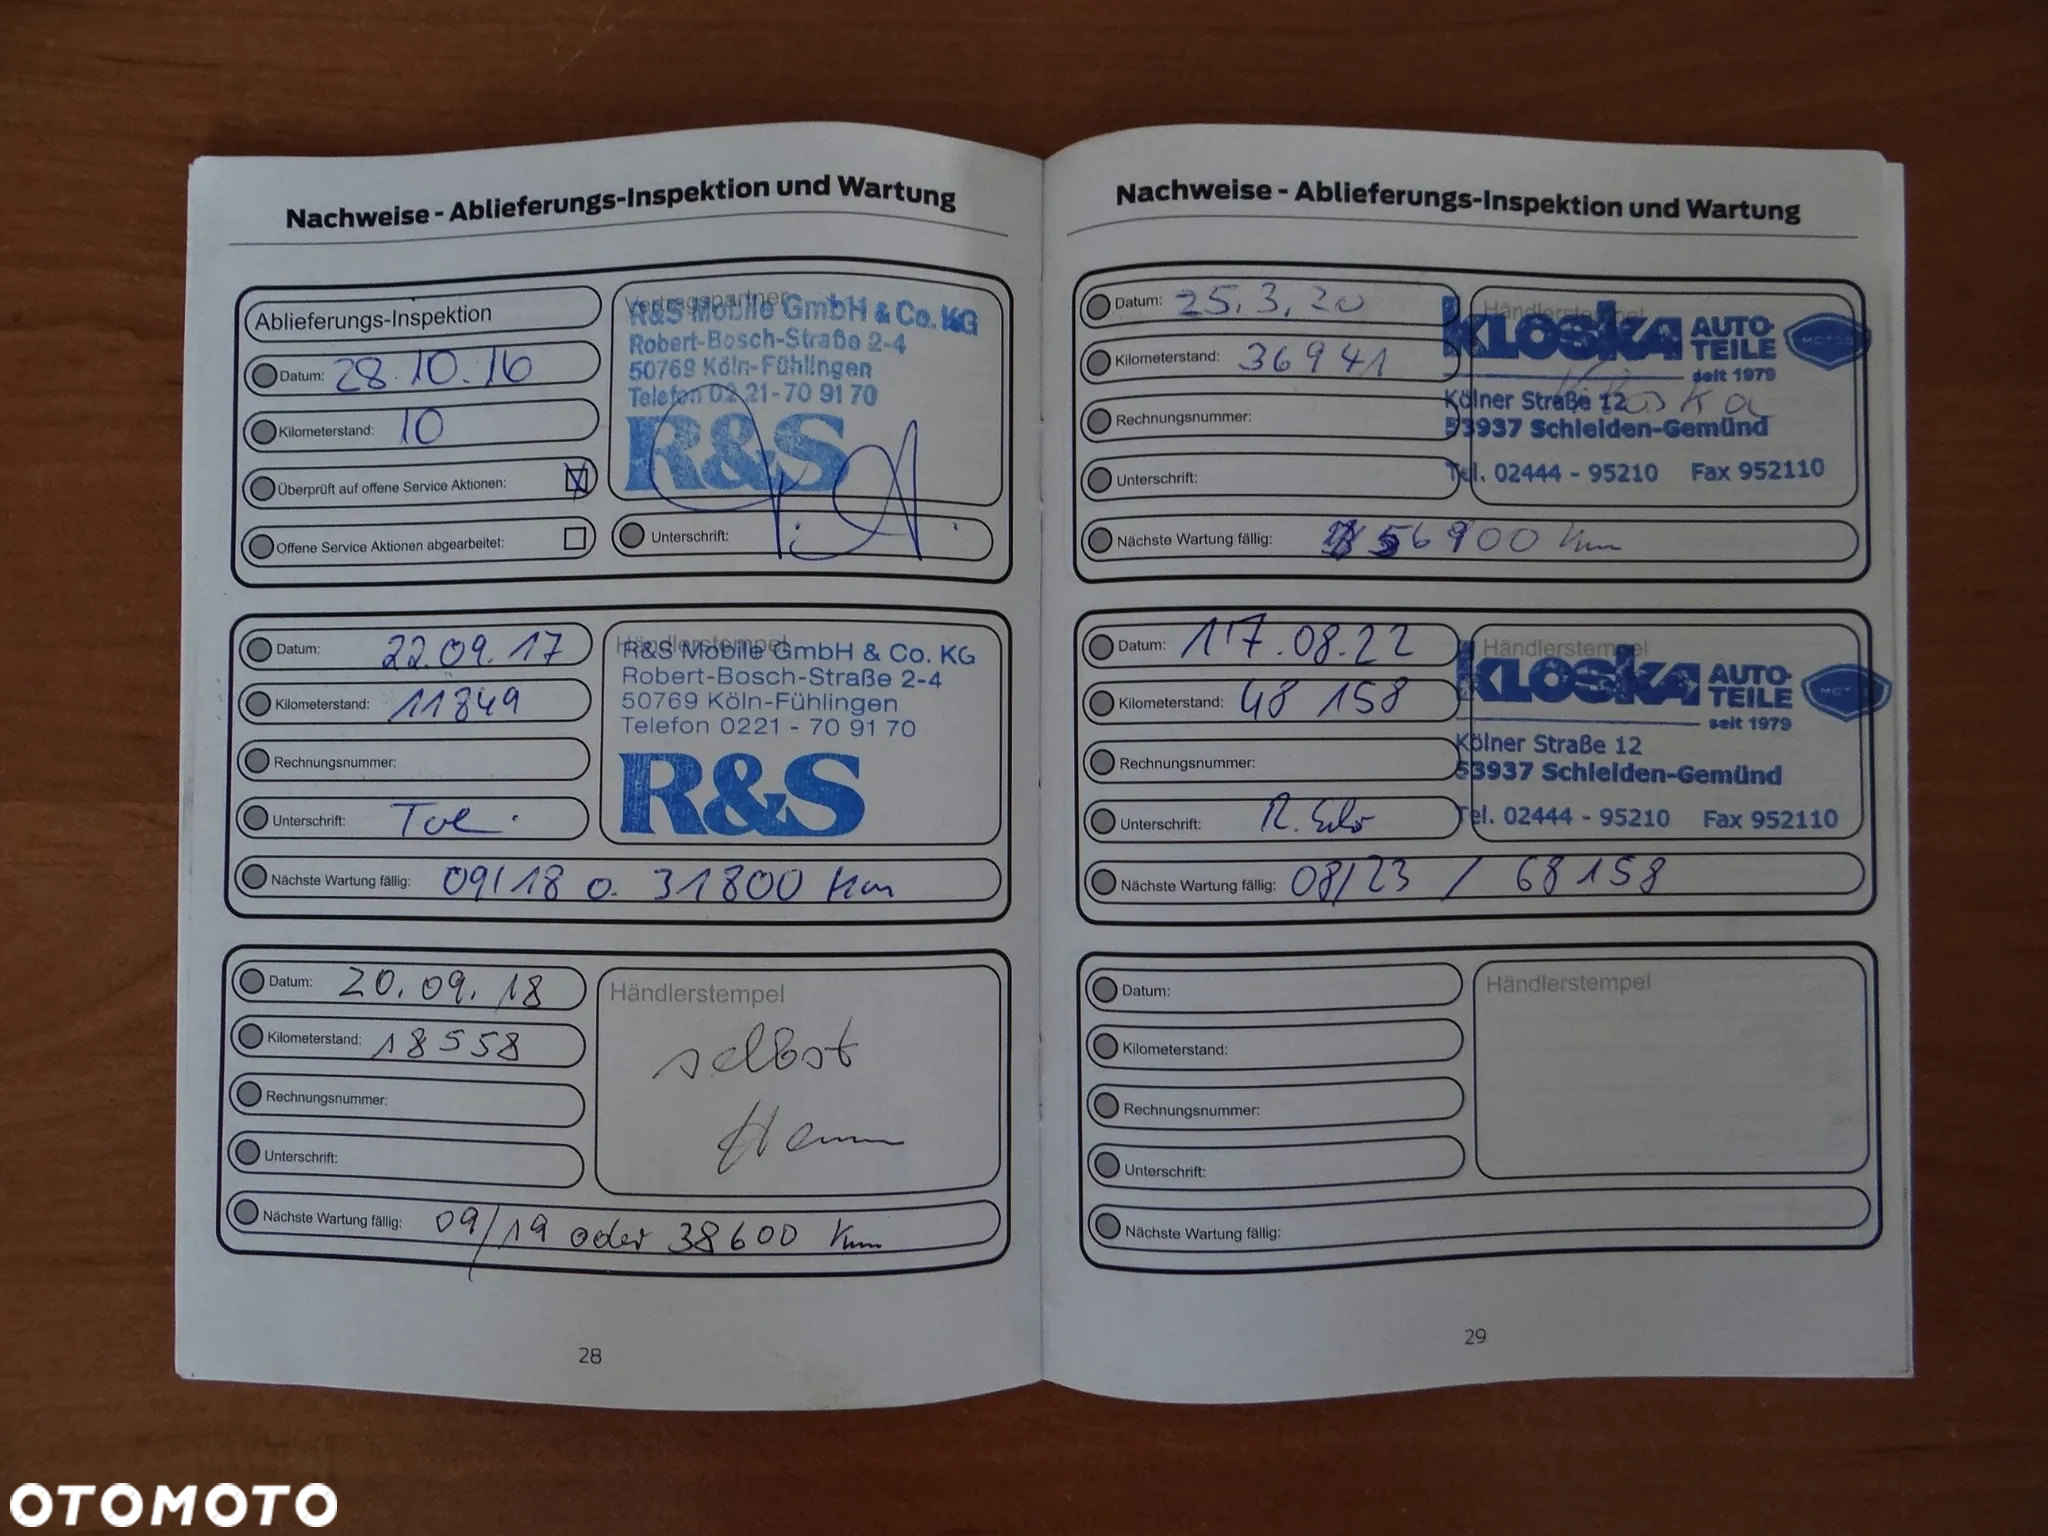 Nachweise - Ablieferungs-Inspektion und Wartung
Ablieferungs-Inspektion
Datum: 28.10.16
Kilometerstand: 10
Überprüft auf offene Service Aktionen:
Offene Service Aktionen abgearbeitet:
Vertragspartner
R&S Mobile GmbH & Co. KG
Robert-Bosch-Straße 2-4
50769 Köln-Fühlingen
Telefon 02 21-70 91 70
R&S
Unterschrift:
Datum: 22.09.17
Kilometerstand: 11849
Rechnungsnummer:
Unterschrift:
Händlerstempel
R&S Mobile GmbH & Co. KG
Robert-Bosch-Straße 2-4
50769 Köln-Fühlingen
Telefon 0221 - 70 91 70
R&S
Nächste Wartung fällig: 09/18 o. 31800 Km
Datum: 20.09.18
Kilometerstand: 18558
Rechnungsnummer:
Unterschrift:
Händlerstempel
selbst
Nächste Wartung fällig: 09/19 oder 38600 Km
28
Nachweise - Ablieferungs-Inspektion und Wartung
Datum: 25.3.20
Kilometerstand: 36941
Rechnungsnummer:
Unterschrift:
Händlerstempel
KLOSKA AUTO-
TEILE
seit 1979
Kölner Straße 12
53937 Schleiden-Gemünd
Tel. 02444 - 95210 Fax 952110
Nächste Wartung fällig: 56900 Km
Datum: 17.08.22
Kilometerstand: 48 158
Rechnungsnummer:
Unterschrift:
Händlerstempel
KLOSKA AUTO-
TEILE
seit 1979
Kölner Straße 12
53937 Schleiden-Gemünd
Tel. 02444 - 95210 Fax 952110
Nächste Wartung fällig: 08/23 / 68158
Datum:
Kilometerstand:
Rechnungsnummer:
Unterschrift:
Händlerstempel
Nächste Wartung fällig:
29
OTOMOTO